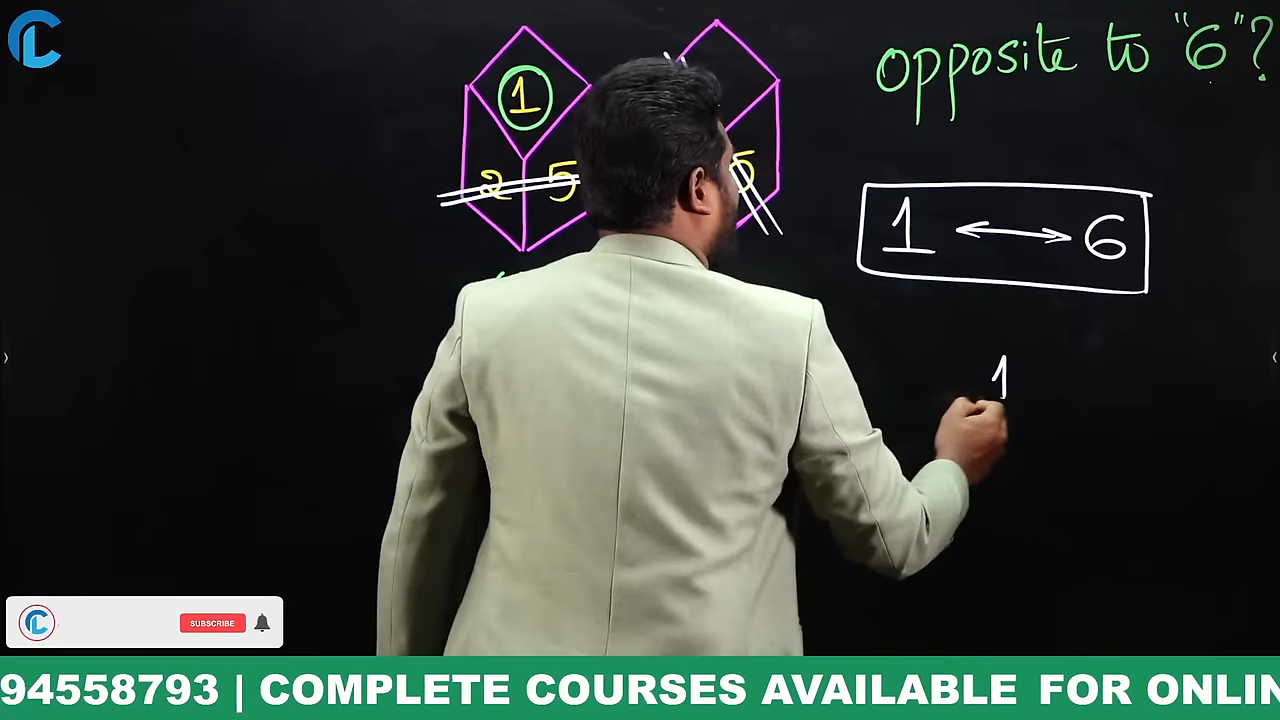 opposite to "6"?
1
2 5
5
1 ↔ 6
1
SUBSCRIBE
94558793 | COMPLETE COURSES AVAILABLE FOR ONLIN